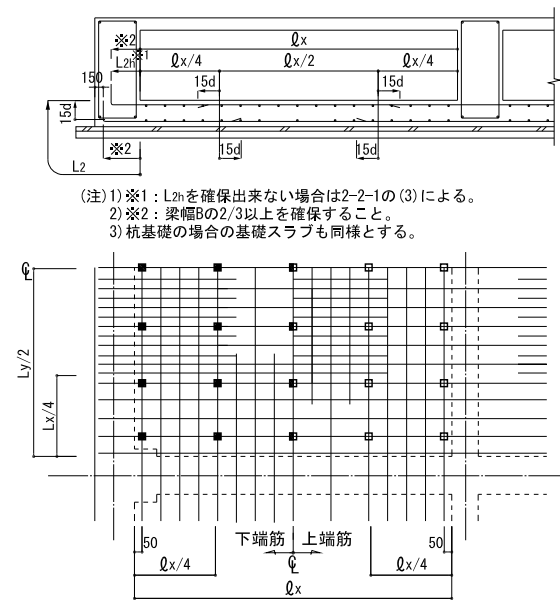 ※2
ℓx
L2h※1
ℓx/4 ℓx/2 ℓx/4
150
15d 15d
15d
※2 15d 15d
L2
(注)1)※1：L2hを確保出来ない場合は2-2-1の(3)による。
2)※2：梁幅Bの2/3以上を確保すること。
3)杭基礎の場合の基礎スラブも同様とする。
℄
Ly/2
Lx/4
下端筋 上端筋
50 ℄ 50
ℓx/4 ℓx/4
ℓx